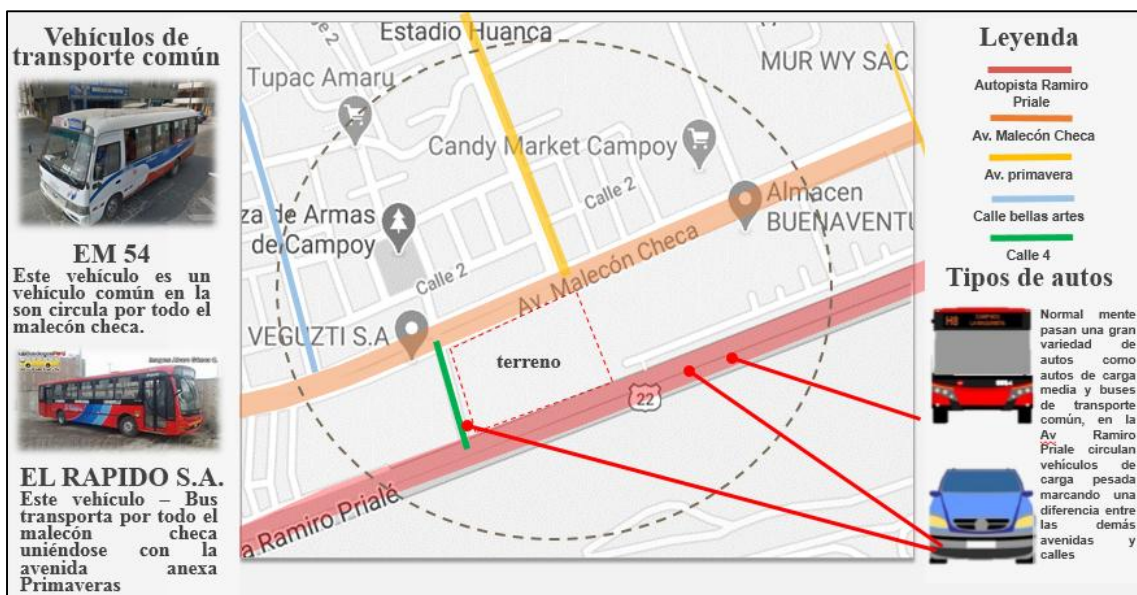 Vehículos de
transporte común
EM 54
Este vehículo es un
vehículo común en la
son circula por todo el
malecón checa.
EL RAPIDO S.A.
Este vehículo – Bus
transporta por todo el
malecón checa
uniéndose con la
avenida anexa
Primaveras
Estadio Huanca
Calle 2
Tupac Amaru
MUR WY SAC
Candy Market Campoy
Calle 2
Almacen
BUENAVENTU
za de Armas
de Campoy
Calle 2
Av. Malecón Checa
VEGUZTI S.A
terreno
22
a Ramiro Prialé
Leyenda
Autopista Ramiro
Priale
Av. Malecón Checa
Av. primavera
Calle bellas artes
Calle 4
Tipos de autos
Normal mente
pasan una gran
variedad de
autos como
autos de carga
media y buses
de transporte
común, en la
Av Ramiro
Priale circulan
vehículos de
carga pesada
marcando una
diferencia entre
las demás
avenidas y
calles